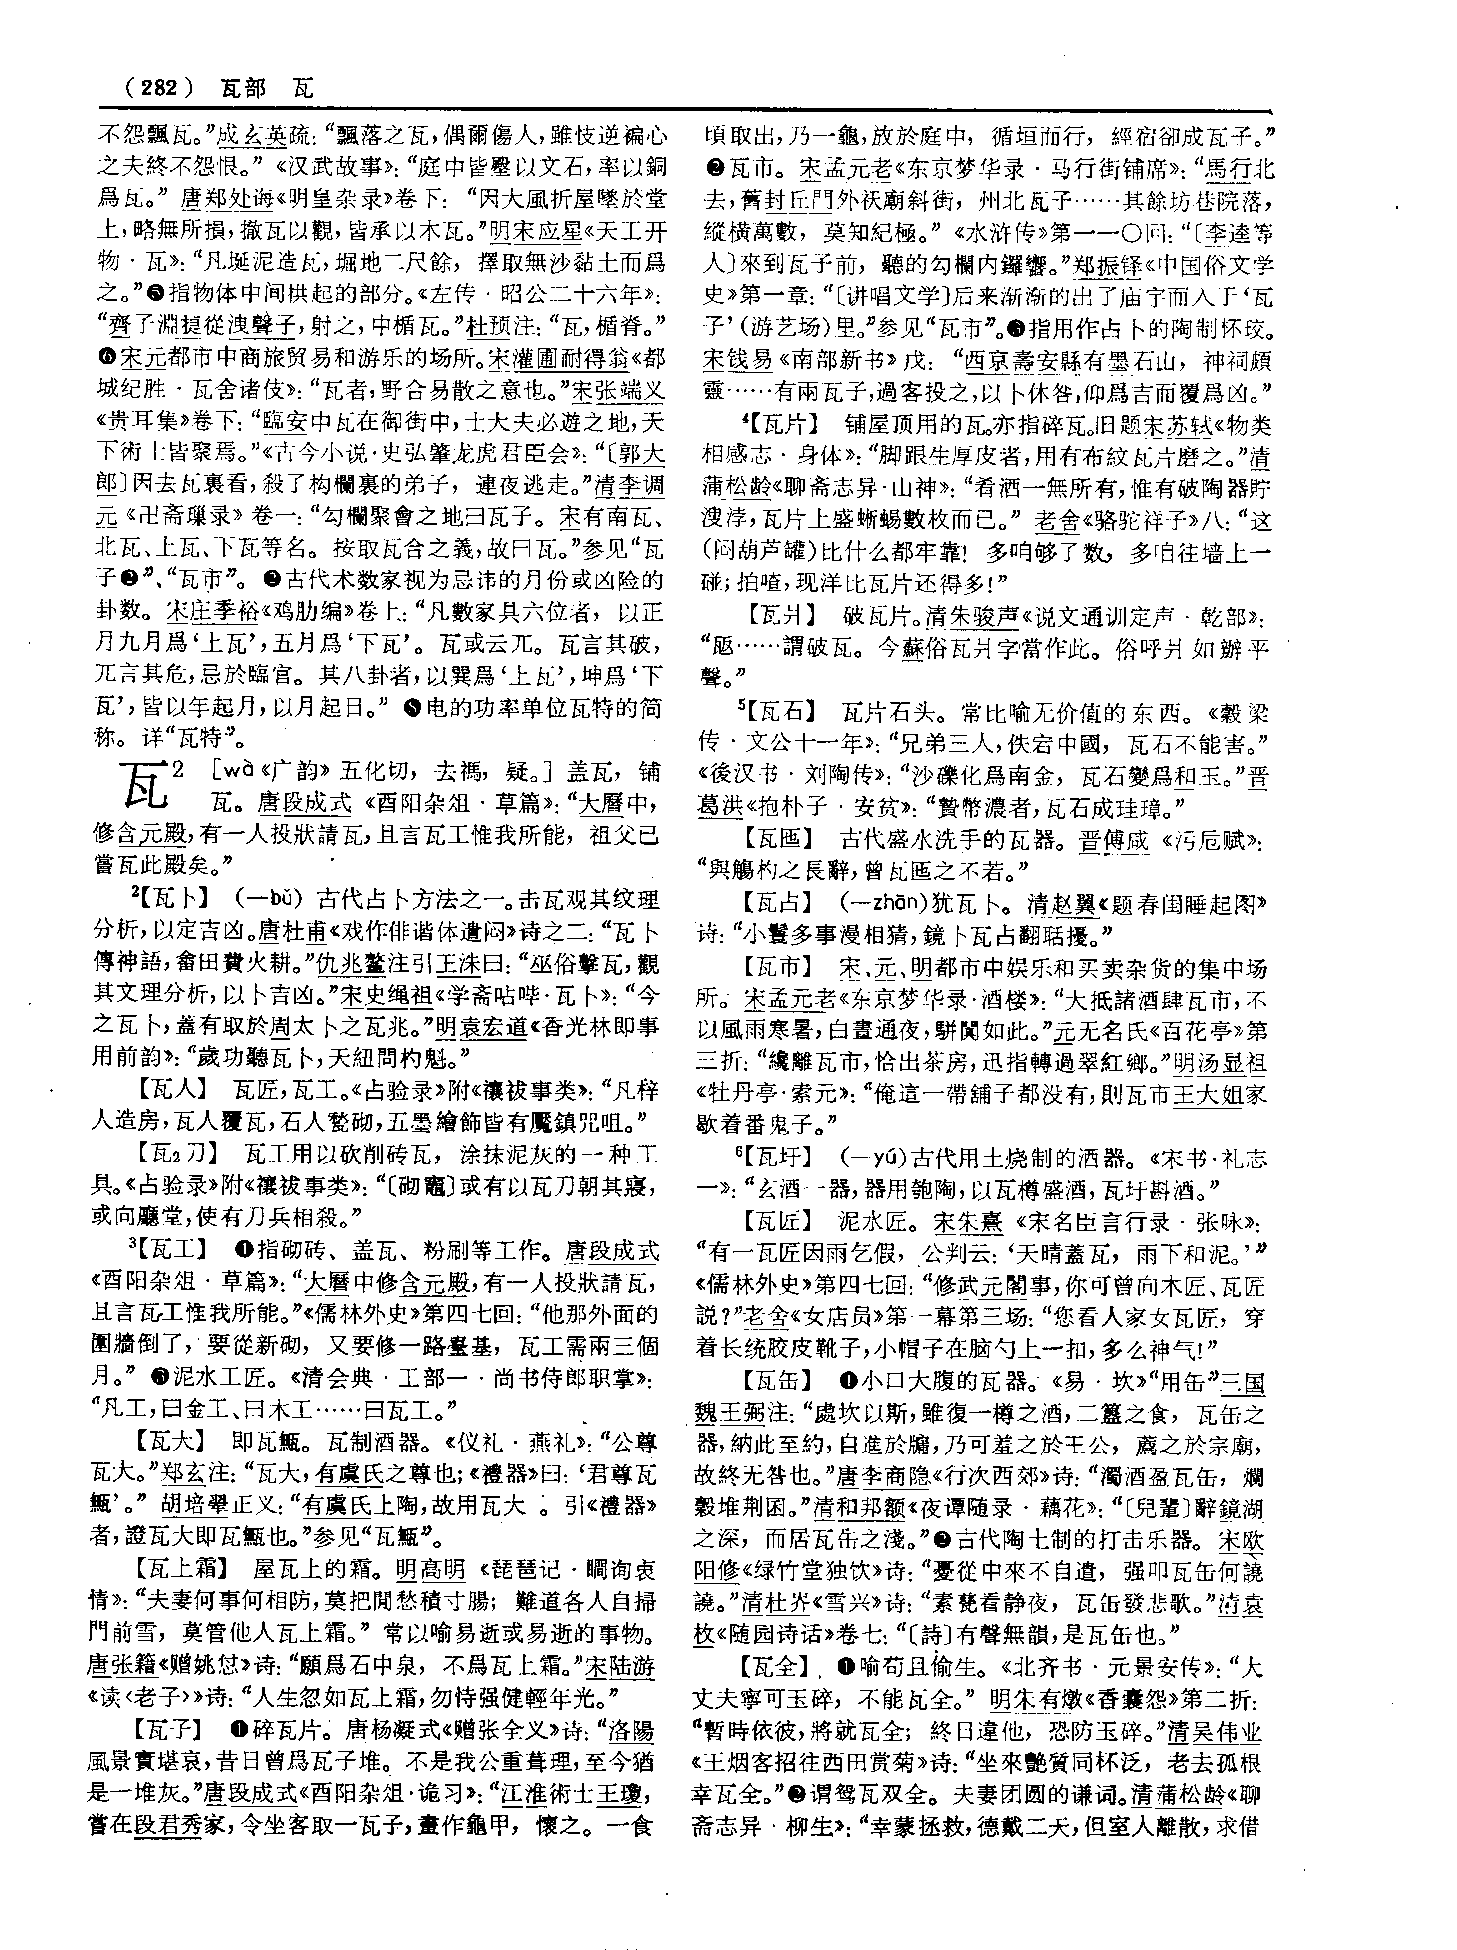 （282） 瓦部 瓦
不怨飄瓦。”成玄英疏：“飄落之瓦，偶爾傷人，雖忮逆褊心
之夫終不怨恨。”《汉武故事》：“庭中皆墼以文石，率以銅
爲瓦。”唐郑处诲《明皇杂录》卷下：“因大風折屋墜於堂
上，略無所損，撤瓦以觀，皆承以木瓦。”明宋应星《天工开
物·瓦》：“凡埏泥造瓦，堀地二尺餘，擇取無沙黏土而爲
之。”❺指物体中间拱起的部分。《左传·昭公二十六年》：
“齊子淵捷從洩聲子，射之，中楯瓦。”杜预注：“瓦，楯脊。”
❻宋元都市中商旅贸易和游乐的场所。宋灌圃耐得翁《都
城纪胜·瓦舍诸伎》：“瓦者，野合易散之意也。”宋张端义
《贵耳集》卷下：“臨安中瓦在御街中，士大夫必遊之地，天
下術士皆聚焉。”《古今小说·史弘肇龙虎君臣会》：“〔郭大
郎〕因去瓦裏看，殺了构欄裏的弟子，連夜逃走。”清李调
元《卍斋璅录》卷一：“勾欄聚會之地曰瓦子。宋有南瓦、
北瓦、上瓦、下瓦等名。按取瓦合之義，故曰瓦。”参见“瓦
子❷”、“瓦市”。❼古代术数家视为忌讳的月份或凶险的
卦数。宋庄季裕《鸡肋编》卷上：“凡數家具六位者，以正
月九月爲‘上瓦’，五月爲‘下瓦’。瓦或云兀。瓦言其破，
兀言其危，忌於臨官。其八卦者，以巽爲‘上瓦’，坤爲‘下
瓦’，皆以年起月，以月起日。”❽电的功率单位瓦特的简
称。详“瓦特”。
瓦2 ［wà《广韵》五化切，去禡，疑。］盖瓦，铺
瓦。唐段成式《酉阳杂俎·草篇》：“大曆中，
修含元殿，有一人投狀請瓦，且言瓦工惟我所能，祖父已
嘗瓦此殿矣。”
2【瓦卜】（—bǔ）古代占卜方法之一。击瓦观其纹理
分析，以定吉凶。唐杜甫《戏作俳谐体遣闷》诗之二：“瓦卜
傳神語，畬田費火耕。”仇兆鳌注引王洙曰：“巫俗擊瓦，觀
其文理分析，以卜吉凶。”宋史绳祖《学斋呫哔·瓦卜》：“今
之瓦卜，蓋有取於周太卜之瓦兆。”明袁宏道《香光林即事
用前韵》：“歲功聽瓦卜，天紐問杓魁。”
【瓦人】 瓦匠，瓦工。《占验录》附《禳祓事类》：“凡梓
人造房，瓦人覆瓦，石人甃砌，五墨繪飾皆有魘鎮咒咀。”
【瓦2刀】 瓦工用以砍削砖瓦，涂抹泥灰的一种工
具。《占验录》附《禳祓事类》：“〔砌竈〕或有以瓦刀朝其寢，
或向廳堂，使有刀兵相殺。”
3【瓦工】 ❶指砌砖、盖瓦、粉刷等工作。唐段成式
《酉阳杂俎·草篇》：“大曆中修含元殿，有一人投狀請瓦，
且言瓦工惟我所能。”《儒林外史》第四七回：“他那外面的
圍牆倒了，要從新砌，又要修一路臺基，瓦工需兩三個
月。”❷泥水工匠。《清会典·工部一·尚书侍郎职掌》：
“凡工，曰金工、曰木工……曰瓦工。”
【瓦大】 即瓦甒。瓦制酒器。《仪礼·燕礼》：“公尊
瓦大。”郑玄注：“瓦大，有虞氏之尊也；《禮器》曰：‘君尊瓦
甒’。”胡培翬正义：“有虞氏上陶，故用瓦大。引《禮器》
者，證瓦大即瓦甒也。”参见“瓦甒”。
【瓦上霜】 屋瓦上的霜。明高明《琵琶记·瞷询衷
情》：“夫妻何事何相防，莫把閒愁積寸腸；難道各人自掃
門前雪，莫管他人瓦上霜。”常以喻易逝或易逝的事物。
唐张籍《赠姚怤》诗：“願爲石中泉，不爲瓦上霜。”宋陆游
《读〈老子〉》诗：“人生忽如瓦上霜，勿恃强健輕年光。”
【瓦子】 ❶碎瓦片。唐杨凝式《赠张全义》诗：“洛陽
風景實堪哀，昔日曾爲瓦子堆。不是我公重葺理，至今猶
是一堆灰。”唐段成式《酉阳杂俎·诡习》：“江淮術士王瓊，
嘗在段君秀家，令坐客取一瓦子，畫作龜甲，懷之。一食
頃取出，乃一龜，放於庭中，循垣而行，經宿卻成瓦子。”
❷瓦市。宋孟元老《东京梦华录·马行街铺席》：“馬行北
去，舊封丘門外祅廟斜街，州北瓦子……其餘坊巷院落，
縱横萬數，莫知紀極。”《水浒传》第一一〇回：“〔李逵等
人〕來到瓦子前，聽的勾欄内鑼響。”郑振铎《中国俗文学
史》第一章：“〔讲唱文学〕后来渐渐的出了庙宇而入于‘瓦
子’（游艺场）里。”参见“瓦市”。❸指用作占卜的陶制怀珓。
宋钱易《南部新书》戊：“西京壽安縣有墨石山，神祠頗
靈……有兩瓦子，過客投之，以卜休咎，仰爲吉而覆爲凶。”
4【瓦片】 铺屋顶用的瓦。亦指碎瓦。旧题宋苏轼《物类
相感志·身体》：“脚跟生厚皮者，用有布紋瓦片磨之。”清
蒲松龄《聊斋志异·山神》：“肴酒一無所有，惟有破陶器貯
溲浡，瓦片上盛蜥蜴數枚而已。”老舍《骆驼祥子》八：“这
（闷葫芦罐）比什么都牢靠！多咱够了数，多咱往墙上一
碰；拍喳，现洋比瓦片还得多！”
【瓦爿】 破瓦片。清朱骏声《说文通训定声·乾部》：
“瓪……謂破瓦。今蘇俗瓦爿字當作此。俗呼爿如辦平
聲。”
5【瓦石】 瓦片石头。常比喻无价值的东西。《穀梁
传·文公十一年》：“兄弟三人，佚宕中國，瓦石不能害。”
《後汉书·刘陶传》：“沙礫化爲南金，瓦石變爲和玉。”晋
葛洪《抱朴子·安贫》：“贄幣濃者，瓦石成珪璋。”
【瓦匜】 古代盛水洗手的瓦器。晋傅咸《污卮赋》：
“與觴杓之長辭，曾瓦匜之不若。”
【瓦占】（—zhān）犹瓦卜。清赵翼《题春闺睡起图》
诗：“小鬟多事漫相猜，鏡卜瓦占翻聒擾。”
【瓦市】 宋、元、明都市中娱乐和买卖杂货的集中场
所。宋孟元老《东京梦华录·酒楼》：“大抵諸酒肆瓦市，不
以風雨寒暑，白晝通夜，駢闐如此。”元无名氏《百花亭》第
三折：“纔離瓦市，恰出茶房，迅指轉過翠紅鄉。”明汤显祖
《牡丹亭·索元》：“俺這一帶舖子都没有，則瓦市王大姐家
歇着番鬼子。”
6【瓦圩】（—yú）古代用土烧制的酒器。《宋书·礼志
一》：“玄酒一器，器用匏陶，以瓦樽盛酒，瓦圩斟酒。”
【瓦匠】 泥水匠。宋朱熹《宋名臣言行录·张咏》：
“有一瓦匠因雨乞假，公判云：‘天晴蓋瓦，雨下和泥。’”
《儒林外史》第四七回：“修武元閣事，你可曾向木匠、瓦匠
説？”老舍《女店员》第一幕第三场：“您看人家女瓦匠，穿
着长统胶皮靴子，小帽子在脑勺上一扣，多么神气！”
【瓦缶】 ❶小口大腹的瓦器。《易·坎》“用缶”三国
魏王弼注：“處坎以斯，雖復一樽之酒，二簋之食，瓦缶之
器，納此至約，自進於牖，乃可羞之於王公，薦之於宗廟，
故終无咎也。”唐李商隐《行次西郊》诗：“濁酒盈瓦缶，爛
穀堆荆囷。”清和邦额《夜谭随录·藕花》：“〔兒輩〕辭鏡湖
之深，而居瓦缶之淺。”❷古代陶土制的打击乐器。宋欧
阳修《绿竹堂独饮》诗：“憂從中來不自遣，强叩瓦缶何譊
譊。”清杜岕《雪兴》诗：“素甆看静夜，瓦缶發悲歌。”清袁
枚《随园诗话》卷七：“〔詩〕有聲無韻，是瓦缶也。”
【瓦全】 ❶喻苟且偷生。《北齐书·元景安传》：“大
丈夫寧可玉碎，不能瓦全。”明朱有燉《香囊怨》第二折：
“暫時依彼，將就瓦全；終日違他，恐防玉碎。”清吴伟业
《王烟客招往西田赏菊》诗：“坐來艷質同杯泛，老去孤根
幸瓦全。”❷谓鸳瓦双全。夫妻团圆的谦词。清蒲松龄《聊
斋志异·柳生》：“幸蒙拯救，德戴二天，但室人離散，求借